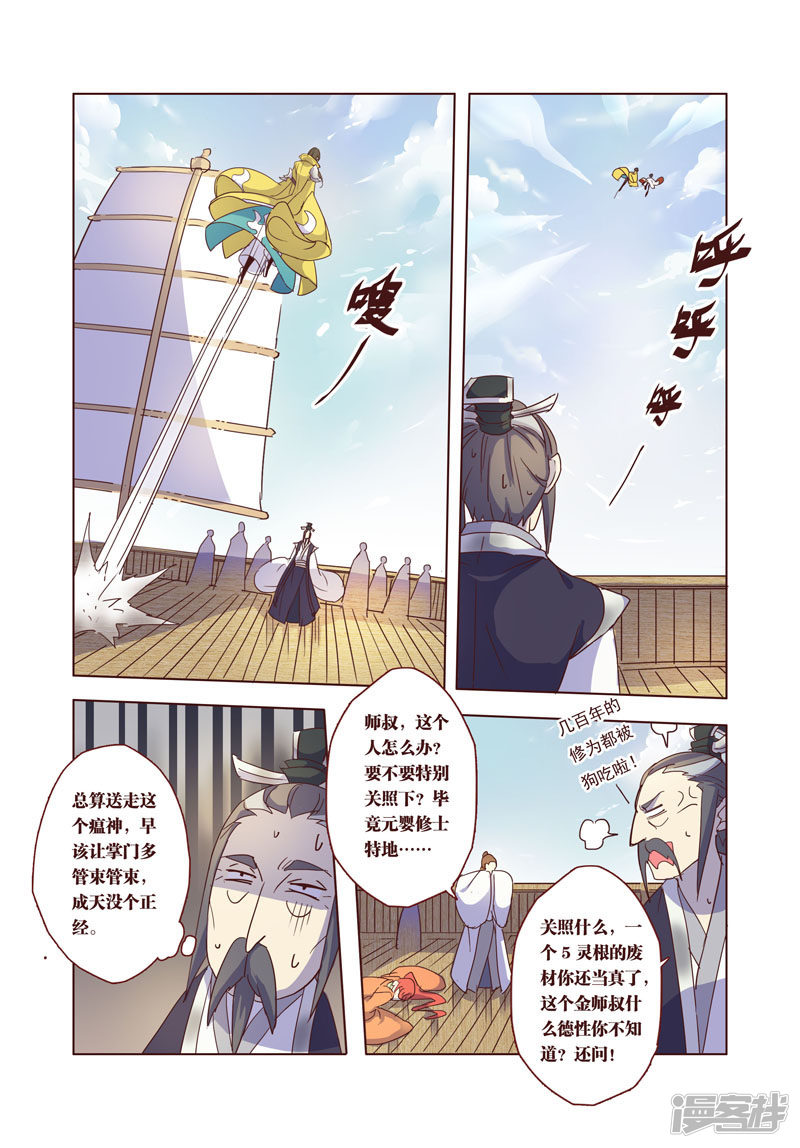 嗖
乎
乎
乎
总算送走这
个瘟神，早
该让掌门多
管束管束，
成天没个正
经。
师叔，这个
人怎么办？
要不要特别
关照下？毕
竟元婴修士
特地……
几百年的
修为都被
狗吃啦！
关照什么，一
个5灵根的废
材你还当真了，
这个金师叔什
么德性你不知
道？还问！
漫客栈